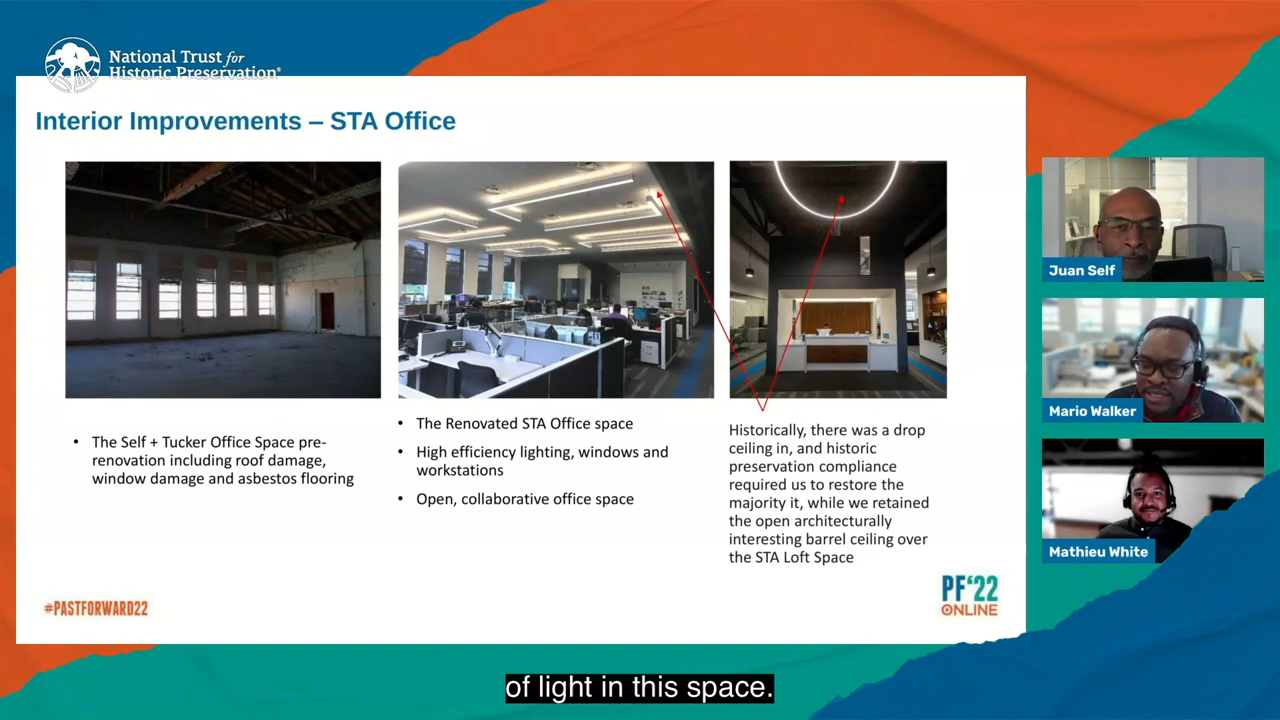 National Trust for
Historic Preservation®
Interior Improvements – STA Office
• The Self + Tucker Office Space pre-
renovation including roof damage,
window damage and asbestos flooring
• The Renovated STA Office space
• High efficiency lighting, windows and
workstations
• Open, collaborative office space
Historically, there was a drop
ceiling in, and historic
preservation compliance
required us to restore the
majority it, while we retained
the open architecturally
interesting barrel ceiling over
the STA Loft Space
#PASTFORWARD22
PF'22
ONLINE
Juan Self
Mario Walker
Mathieu White
of light in this space.